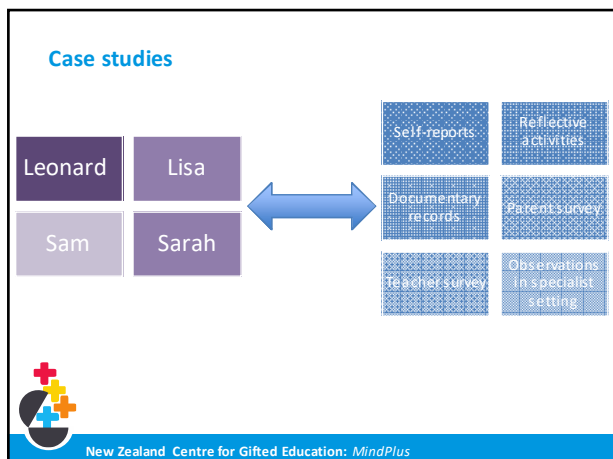 Case studies
Leonard
Lisa
Sam
Sarah
Self-reports
Reflective
activities
Documentary
records
Parent survey
Teacher survey
Observations
in specialist
setting
New Zealand Centre for Gifted Education: MindPlus